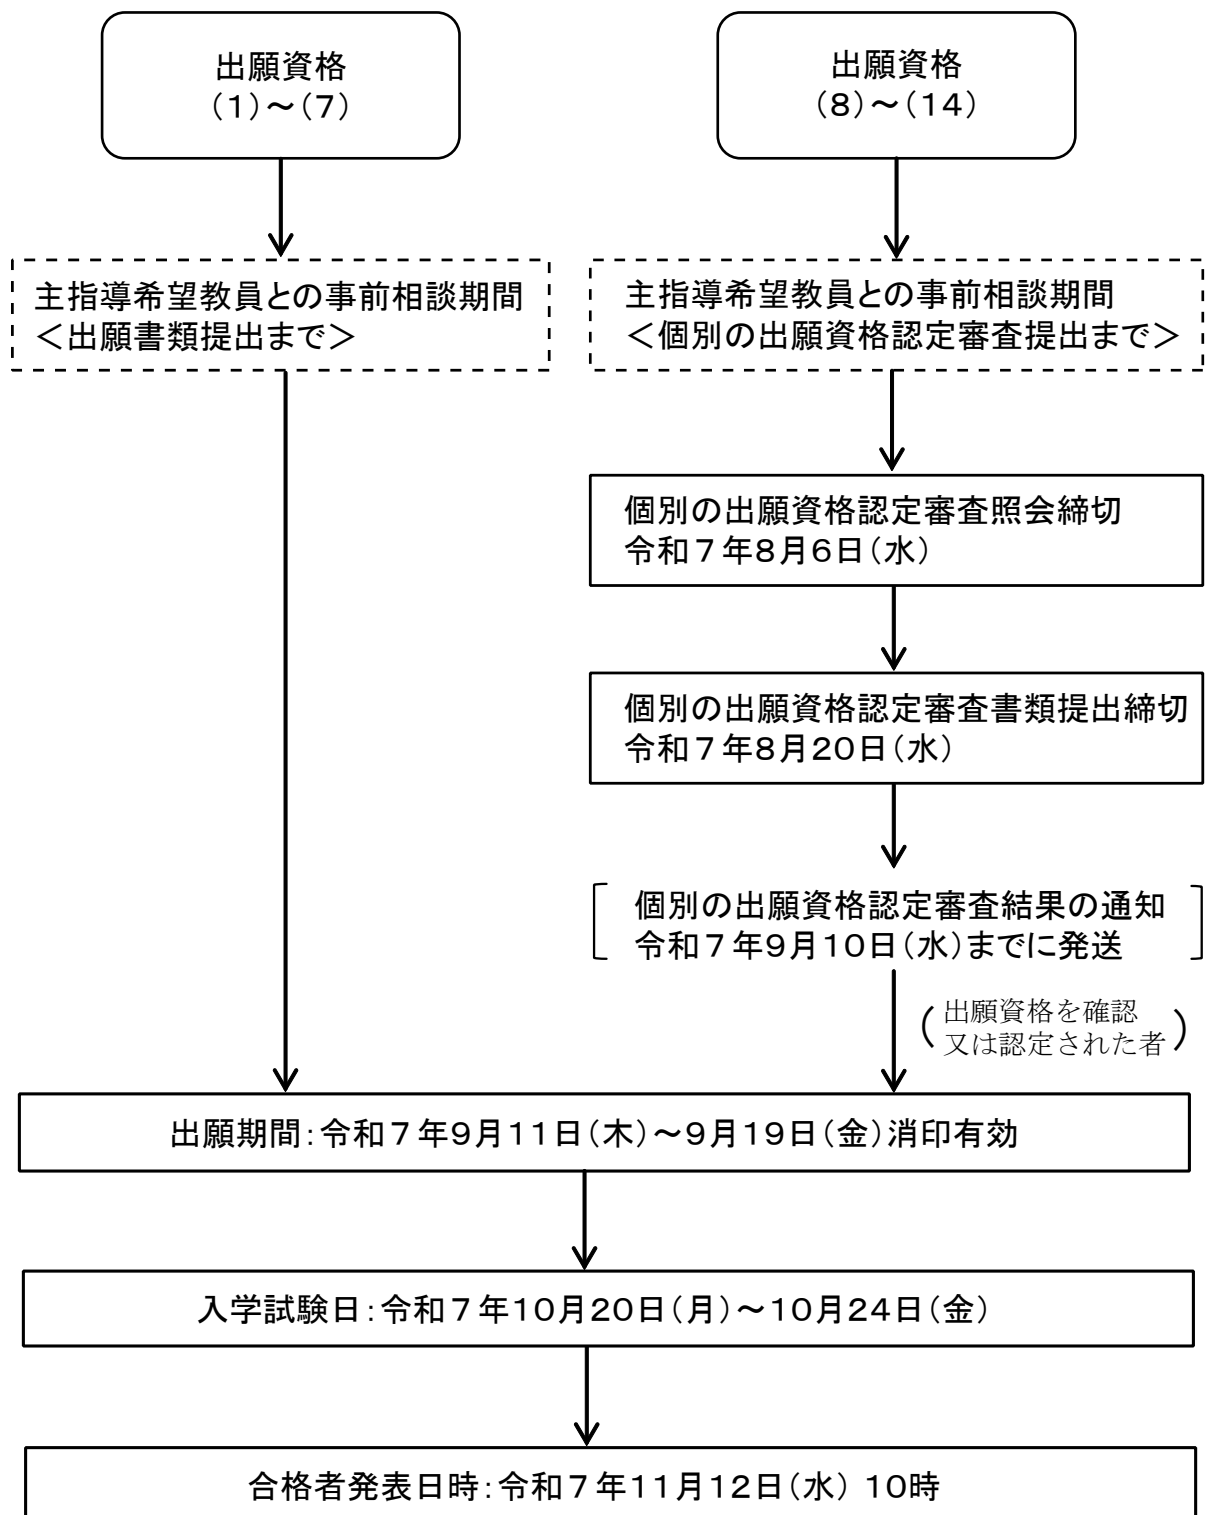 出願資格
(1)~(7)
出願資格
(8)~(14)
主指導希望教員との事前相談期間
<出願書類提出まで>
主指導希望教員との事前相談期間
<個別の出願資格認定審査提出まで>
個別の出願資格認定審査照会締切
令和7年8月6日(水)
個別の出願資格認定審査書類提出締切
令和7年8月20日(水)
個別の出願資格認定審査結果の通知
令和7年9月10日(水)までに発送
(出願資格を確認
又は認定された者)
出願期間:令和7年9月11日(木)~9月19日(金)消印有効
入学試験日:令和7年10月20日(月)~10月24日(金)
合格者発表日時:令和7年11月12日(水) 10時